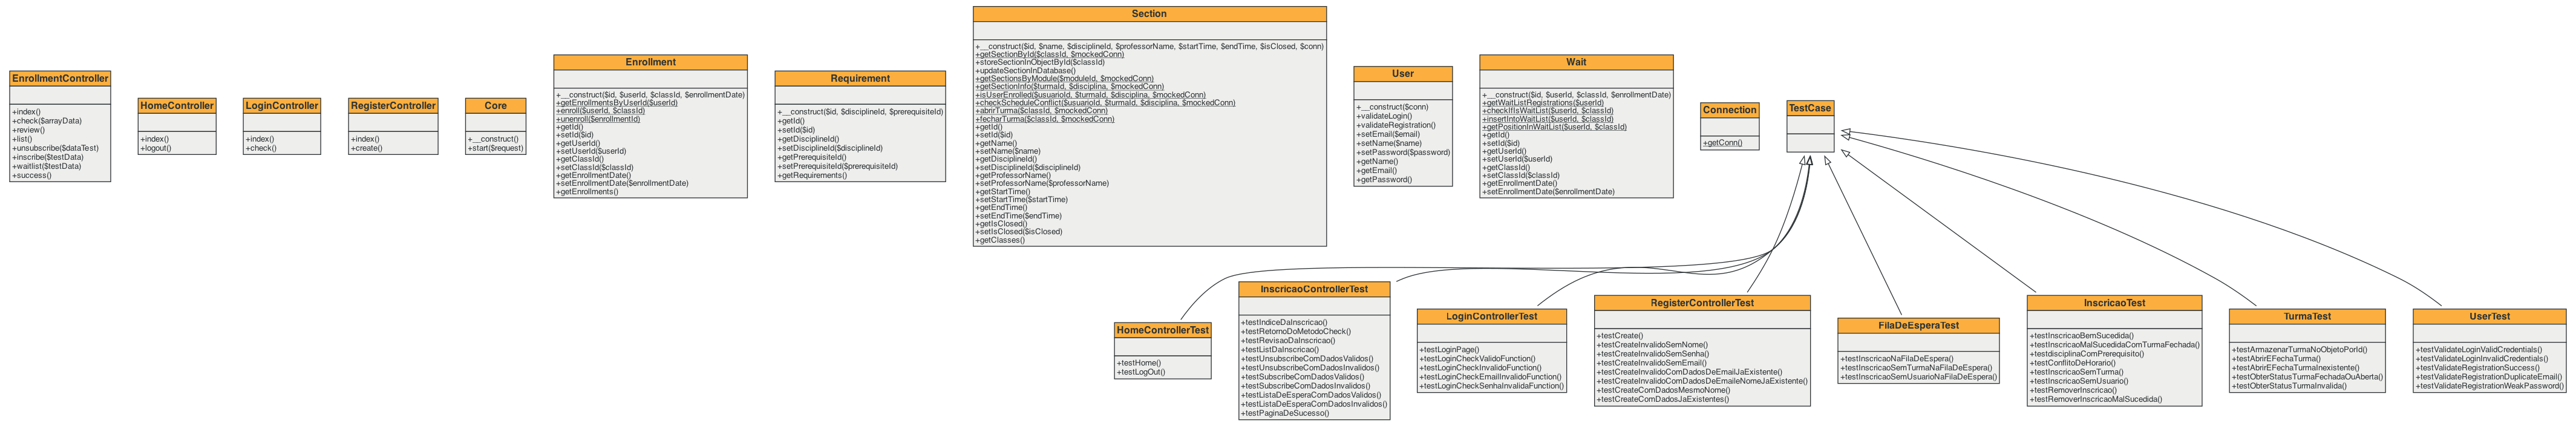 EnrollmentController
+index()
+check($arrayData)
+review()
+list()
+unsubscribe($dataTest)
+inscribe($testData)
+waitlist($testData)
+success()
HomeController
+index()
+logout()
LoginController
+index()
+check()
RegisterController
+index()
+create()
Core
+__construct()
+start($request)
Enrollment
+__construct($id, $userId, $classId, $enrollmentDate)
+getEnrollmentsByUserId($userId)
+enroll($userId, $classId)
+unenroll($enrollmentId)
+getId()
+setId($id)
+getUserId()
+setUserId($userId)
+getClassId()
+setClassId($classId)
+getEnrollmentDate()
+setEnrollmentDate($enrollmentDate)
+getEnrollments()
Requirement
+__construct($id, $disciplineId, $prerequisiteId)
+getId()
+setId($id)
+getDisciplineId()
+setDisciplineId($disciplineId)
+getPrerequisiteId()
+setPrerequisiteId($prerequisiteId)
+getRequirements()
Section
+__construct($id, $name, $disciplineId, $professorName, $startTime, $endTime, $isClosed, $conn)
+getSectionById($classId, $mockedConn)
+storeSectionInObjectById($classId)
+updateSectionInDatabase()
+getSectionsByModule($moduleId, $mockedConn)
+getSectionInfo($turmaId, $disciplina, $mockedConn)
+isUserEnrolled($usuarioId, $turmaId, $disciplina, $mockedConn)
+checkScheduleConflict($usuarioId, $turmaId, $disciplina, $mockedConn)
+abrirTurma($classId, $mockedConn)
+fecharTurma($classId, $mockedConn)
+getId()
+setId($id)
+getName()
+setName($name)
+getDisciplineId()
+setDisciplineId($disciplineId)
+getProfessorName()
+setProfessorName($professorName)
+getStartTime()
+setStartTime($startTime)
+getEndTime()
+setEndTime($endTime)
+getIsClosed()
+setIsClosed($isClosed)
+getClasses()
User
+__construct($conn)
+validateLogin()
+validateRegistration()
+setEmail($email)
+setName($name)
+setPassword($password)
+getName()
+getEmail()
+getPassword()
Wait
+__construct($id, $userId, $classId, $enrollmentDate)
+getWaitListRegistrations($userId)
+checkIfIsWaitList($userId, $classId)
+insertIntoWaitList($userId, $classId)
+getPositionInWaitList($userId, $classId)
+getId()
+setId($id)
+getUserId()
+setUserId($userId)
+getClassId()
+setClassId($classId)
+getEnrollmentDate()
+setEnrollmentDate($enrollmentDate)
Connection
+getConn()
TestCase
HomeControllerTest
+testHome()
+testLogOut()
InscricaoControllerTest
+testIndiceDaInscricao()
+testRetornoDoMetodoCheck()
+testRevisaoDaInscricao()
+testListDaInscricao()
+testUnsubscribeComDadosValidos()
+testUnsubscribeComDadosInvalidos()
+testSubscribeComDadosValidos()
+testSubscribeComDadosInvalidos()
+testListaDeEsperaComDadosValidos()
+testListaDeEsperaComDadosInvalidos()
+testPaginaDeSucesso()
LoginControllerTest
+testLoginPage()
+testLoginCheckValidoFunction()
+testLoginCheckInvalidoFunction()
+testLoginCheckEmailInvalidoFunction()
+testLoginCheckSenhaInvalidaFunction()
RegisterControllerTest
+testCreate()
+testCreateInvalidoSemNome()
+testCreateInvalidoSemSenha()
+testCreateInvalidoSemEmail()
+testCreateInvalidoComDadosDeEmailJaExistente()
+testCreateInvalidoComDadosDeEmaileNomeJaExistente()
+testCreateComDadosMesmoNome()
+testCreateComDadosJaExistentes()
FilaDeEsperaTest
+testInscricaoNaFilaDeEspera()
+testInscricaoSemTurmaNaFilaDeEspera()
+testInscricaoSemUsuarioNaFilaDeEspera()
InscricaoTest
+testInscricaoBemSucedida()
+testInscricaoMalSucedidaComTurmaFechada()
+testdisciplinaComPrerequisito()
+testConflitoDeHorario()
+testInscricaoSemTurma()
+testInscricaoSemUsuario()
+testRemoverInscricao()
+testRemoverInscricaoMalSucedida()
TurmaTest
+testArmazenarTurmaNoObjetoPorId()
+testAbrirEFechaTurma()
+testAbrirEFechaTurmaInexistente()
+testObterStatusTurmaFechadaOuAberta()
+testObterStatusTurmaInvalida()
UserTest
+testValidateLoginValidCredentials()
+testValidateLoginInvalidCredentials()
+testValidateRegistrationSuccess()
+testValidateRegistrationDuplicateEmail()
+testValidateRegistrationWeakPassword()